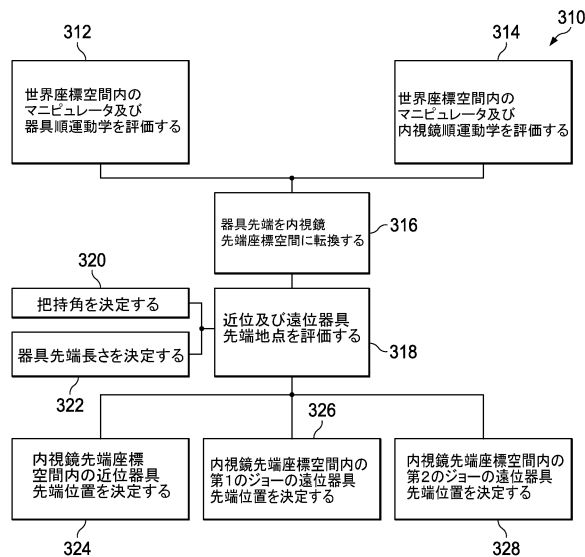 310
312
世界座標空間内の
マニピュレータ及び
器具順運動学を評価する
314
世界座標空間内の
マニピュレータ及び
内視鏡順運動学を評価する
器具先端を内視鏡
先端座標空間に転換する
316
320
把持角を決定する
器具先端長さを決定する
322
近位及び遠位器具
先端地点を評価する
318
内視鏡先端座標
空間内の近位器具
先端位置を決定する
324
326
内視鏡先端座標空間内の
第1のジョーの遠位器具
先端位置を決定する
内視鏡先端座標空間内の
第2のジョーの遠位器具
先端位置を決定する
328